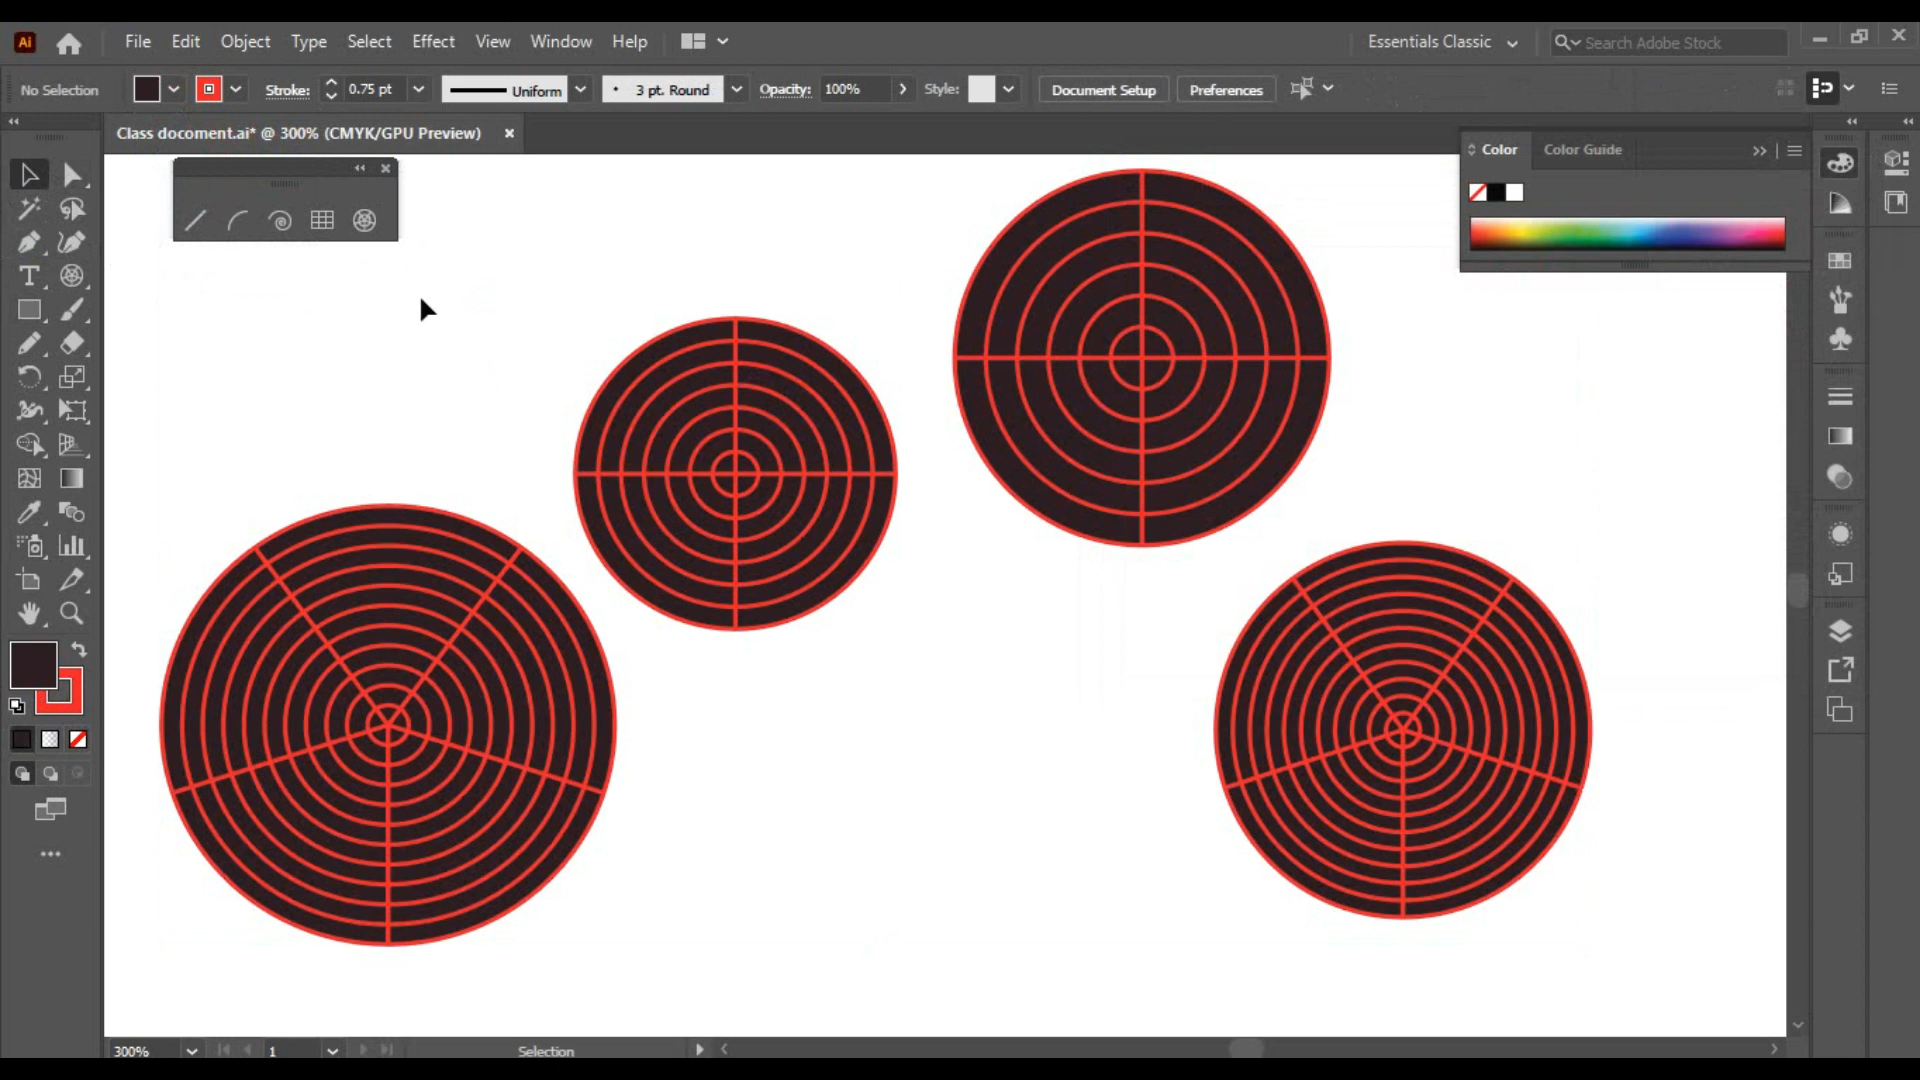 Ai File Edit Object Type Select Effect View Window Help Essentials Classic Search Adobe Stock
No Selection Stroke: 0.75 pt Uniform 3 pt. Round Opacity: 100% Style: Document Setup Preferences
Class docoment.ai* @ 300% (CMYK/GPU Preview)
Color Color Guide
300% 1 Selection